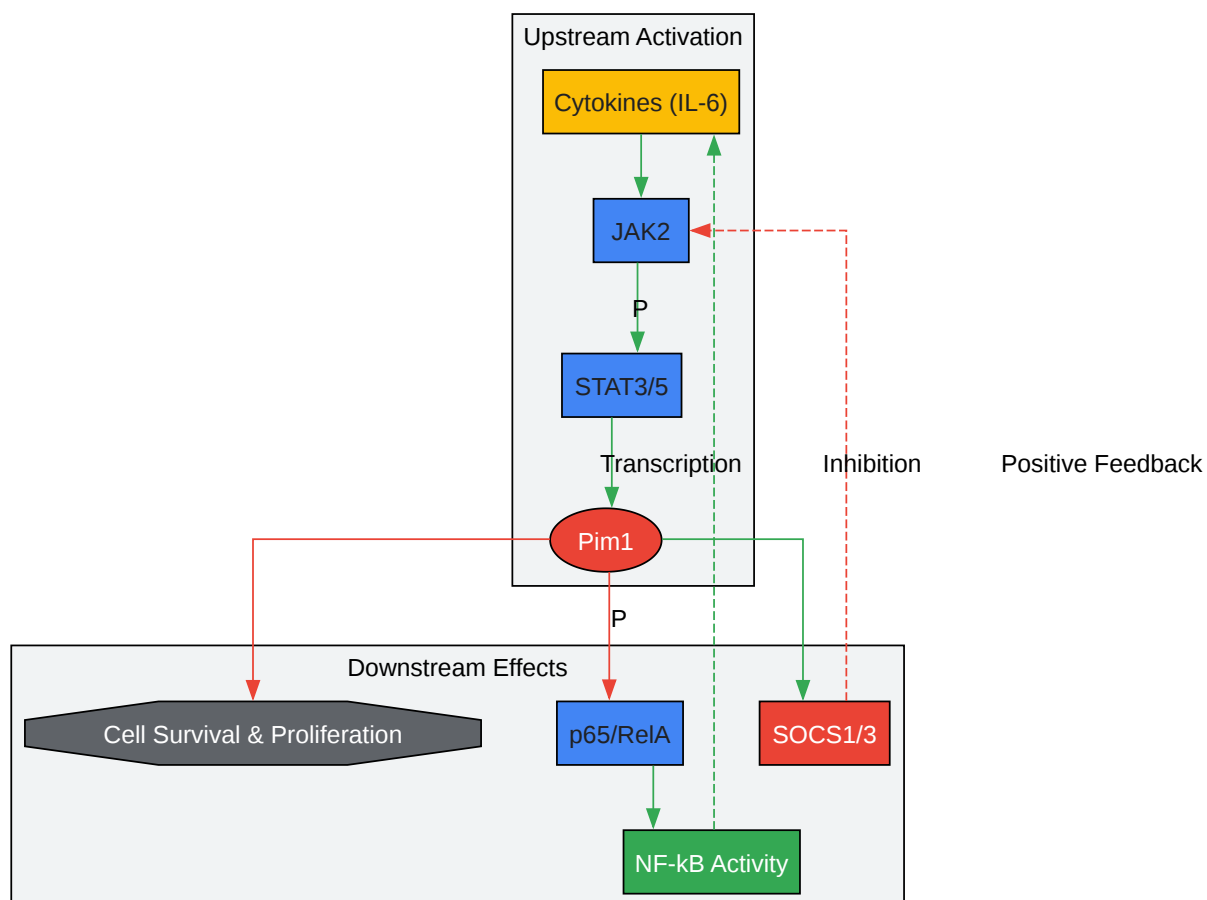 Upstream Activation
Cytokines (IL-6)
JAK2
P
STAT3/5
Transcription
Inhibition
Positive Feedback
Pim1
P
Downstream Effects
Cell Survival & Proliferation
p65/RelA
SOCS1/3
NF-kB Activity